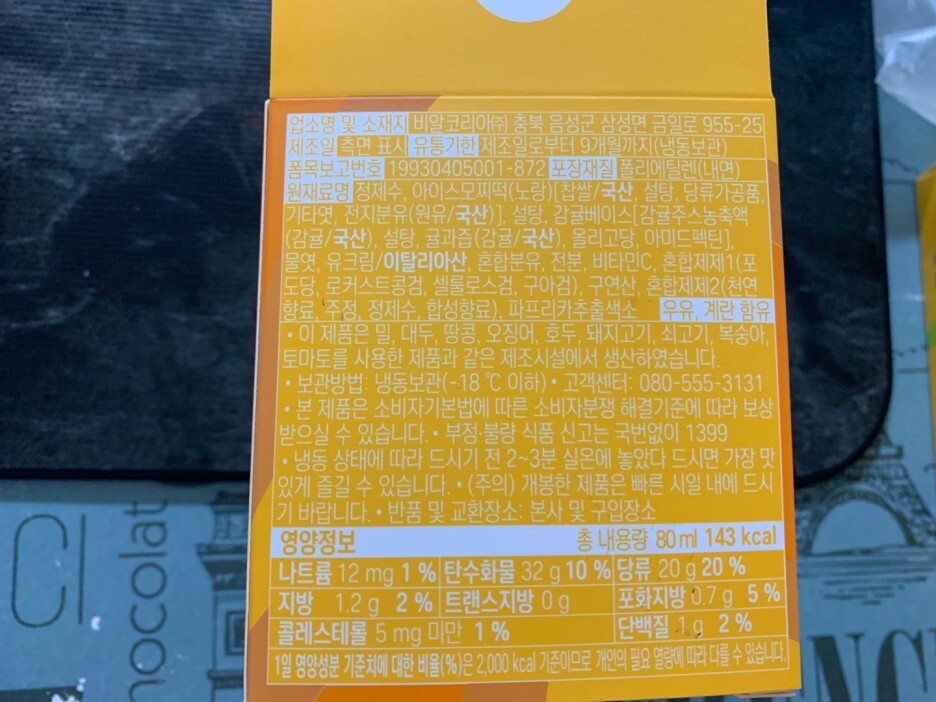 업소명 및 소재지 비알코리아㈜ 충북 음성군 삼성면 금일로 955-25
제조일 측면 표시 유통기한 제조일로부터 9개월까지(냉동보관)
품목보고번호 19930405001-872 포장재질 폴리에틸렌(내면)
원재료명 정제수, 아이스모찌떡(노랑)[찹쌀/국산, 설탕, 당류가공품,
기타엿, 전지분유(원유/국산)], 설탕, 감귤베이스[감귤주스농축액
(감귤/국산), 설탕, 귤과즙(감귤/국산), 올리고당, 아미드펙틴],
물엿, 유크림/이탈리아산, 혼합분유, 전분, 비타민C, 혼합제제1(포
도당, 로커스트콩검, 셀룰로스검, 구아검), 구연산, 혼합제제2(천연
향료, 주정, 정제수, 합성향료), 파프리카추출색소 우유, 계란 함유
• 이 제품은 밀, 대두, 땅콩, 오징어, 호두, 돼지고기, 쇠고기, 복숭아,
토마토를 사용한 제품과 같은 제조시설에서 생산하였습니다.
• 보관방법: 냉동보관(-18 ℃ 이하) • 고객센터: 080-555-3131
• 본 제품은 소비자기본법에 따른 소비자분쟁 해결기준에 따라 보상
받으실 수 있습니다. • 부정·불량 식품 신고는 국번없이 1399
• 냉동 상태에 따라 드시기 전 2~3분 실온에 놓았다 드시면 가장 맛
있게 즐길 수 있습니다. • (주의) 개봉한 제품은 빠른 시일 내에 드시
기 바랍니다. • 반품 및 교환장소: 본사 및 구입장소
영양정보 총 내용량 80 ml 143 kcal
나트륨 12 mg 1 % 탄수화물 32 g 10 % 당류 20 g 20 %
지방 1.2 g 2 % 트랜스지방 0 g 포화지방 0.7 g 5 %
콜레스테롤 5 mg 미만 1 % 단백질 1 g 2 %
1일 영양성분 기준치에 대한 비율(%)은 2,000 kcal 기준이므로 개인의 필요 열량에 따라 다를 수 있습니다.